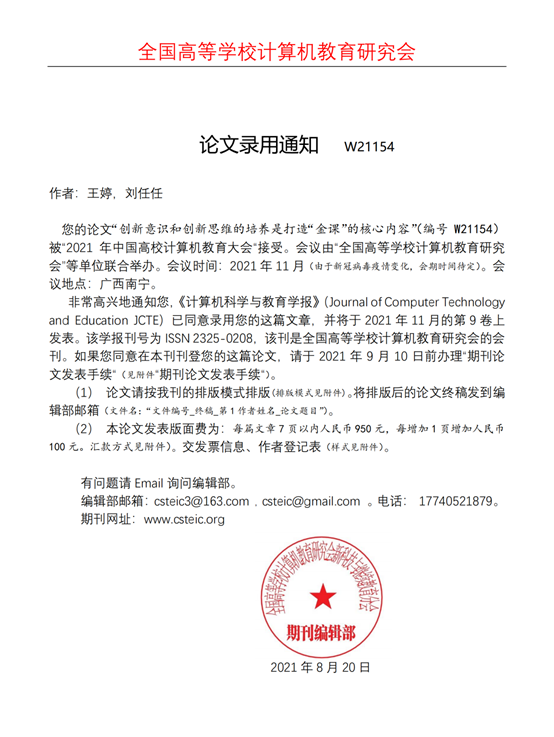 全国高等学校计算机教育研究会
论文录用通知 W21154
作者：王婷，刘任任
您的论文“创新意识和创新思维的培养是打造“金课”的核心内容”(编号 W21154)
被“2021 年中国高校计算机教育大会”接受。会议由“全国高等学校计算机教育研究
会”等单位联合举办。会议时间：2021 年 11 月（由于新冠病毒疫情变化，会期时间待定）。会
议地点：广西南宁。
非常高兴地通知您，《计算机科学与教育学报》（Journal of Computer Technology
and Education JCTE）已同意录用您的这篇文章，并将于 2021 年 11 月的第 9 卷上
发表。该学报刊号为 ISSN 2325-0208，该刊是全国高等学校计算机教育研究会的会
刊。如果您同意在本刊刊登您的这篇论文，请于 2021 年 9 月 10 日前办理“期刊论
文发表手续“（见附件“期刊论文发表手续“）。
（1） 论文请按我刊的排版模式排版（排版模式见附件）。将排版后的论文终稿发到编
辑部邮箱（文件名：“文件编号_终稿_第 1 作者姓名_论文题目”）。
（2） 本论文发表版面费为：每篇文章 7 页以内人民币 950 元，每增加 1 页增加人民币
100 元。汇款方式见附件）。交发票信息、作者登记表（样式见附件）。
有问题请 Email 询问编辑部。
编辑部邮箱：csteic3@163.com，csteic@gmail.com 。电话： 17740521879。
期刊网址：www.csteic.org
全国高等学校计算机教育研究会新科技与继续教育分会
期刊编辑部
2021 年 8 月 20 日